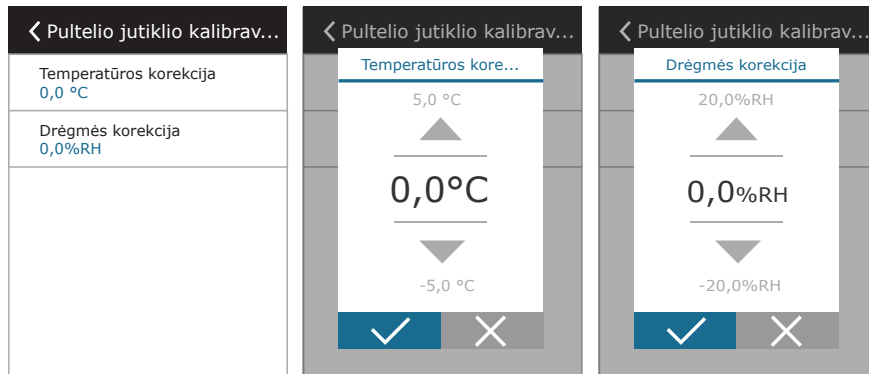 Pultelio jutiklio kalibrav...
Temperatūros korekcija
0,0 °C
Drėgmės korekcija
0,0%RH
Pultelio jutiklio kalibrav...
Temperatūros kore...
5,0 °C
0,0°C
-5,0 °C
Pultelio jutiklio kalibrav...
Drėgmės korekcija
20,0%RH
0,0%RH
-20,0%RH